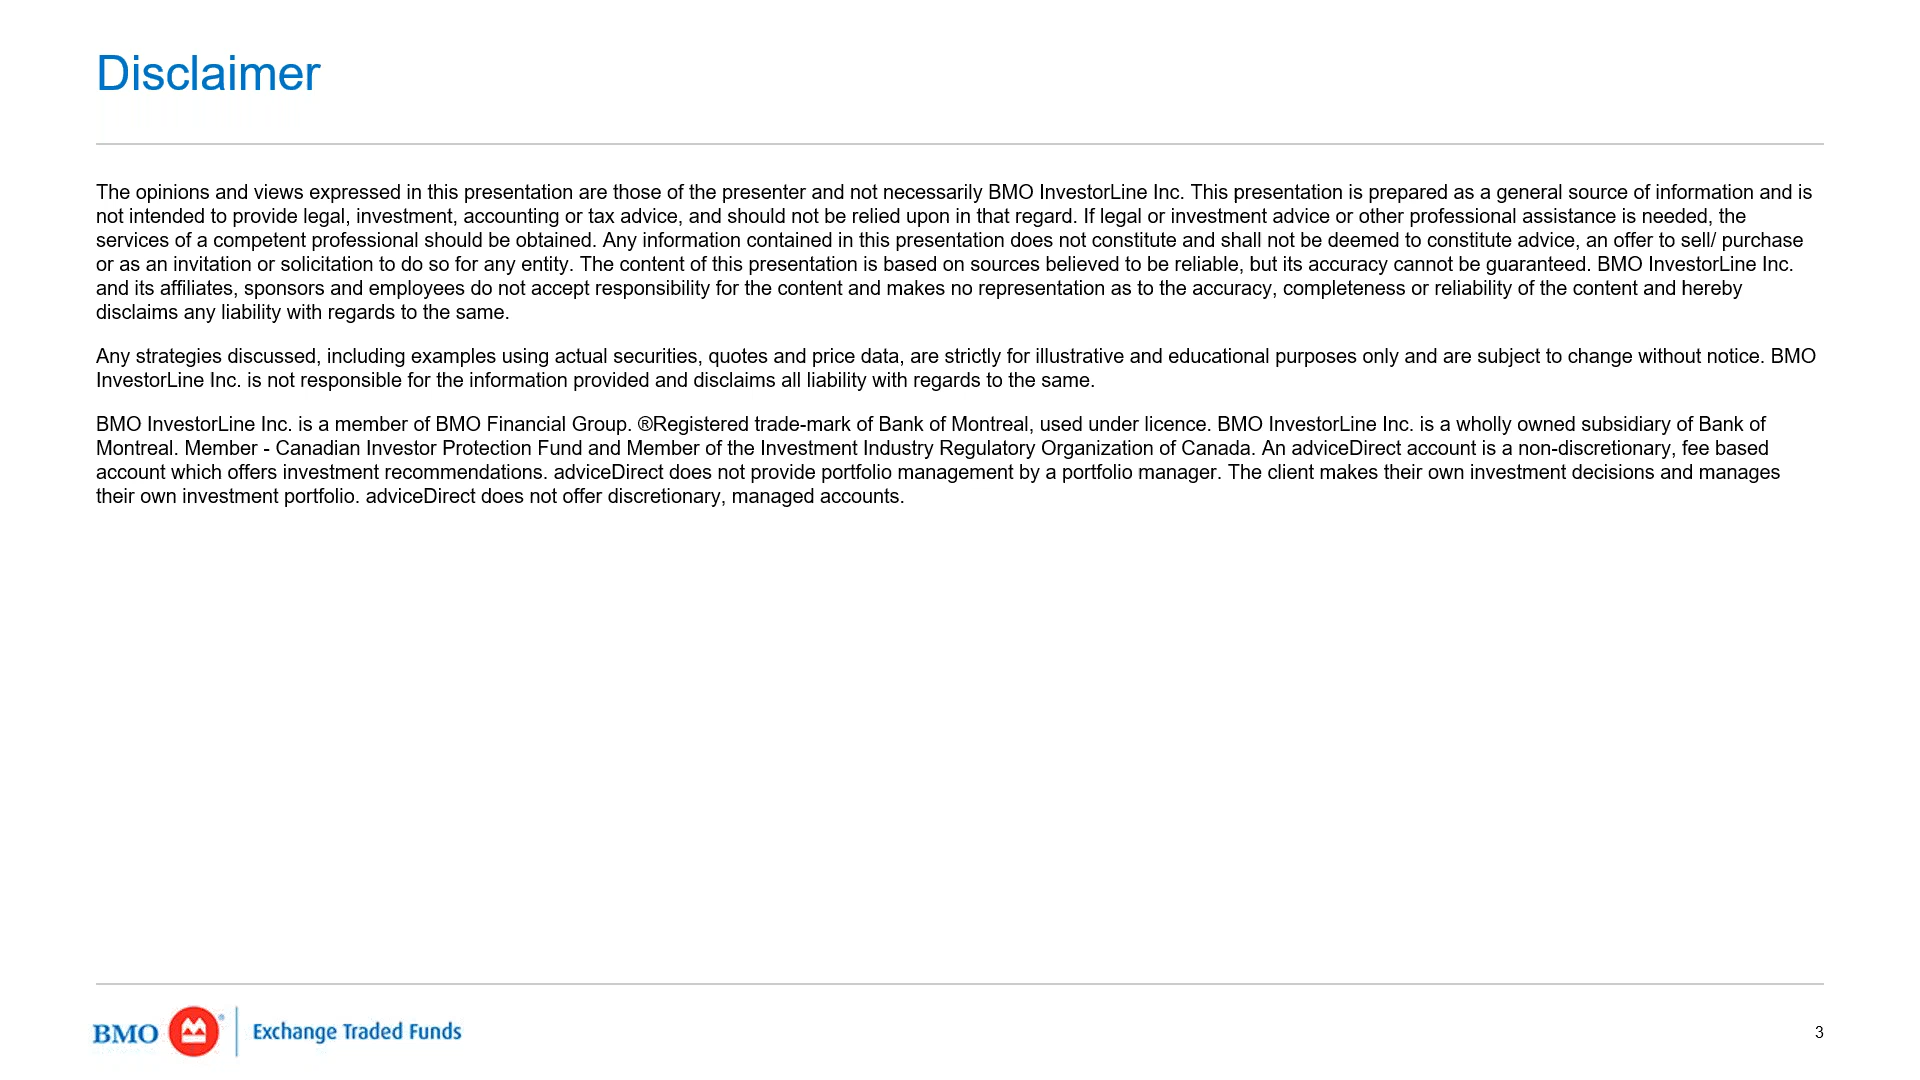 Disclaimer
The opinions and views expressed in this presentation are those of the presenter and not necessarily BMO InvestorLine Inc. This presentation is prepared as a general source of information and is
not intended to provide legal, investment, accounting or tax advice, and should not be relied upon in that regard. If legal or investment advice or other professional assistance is needed, the
services of a competent professional should be obtained. Any information contained in this presentation does not constitute and shall not be deemed to constitute advice, an offer to sell/ purchase
or as an invitation or solicitation to do so for any entity. The content of this presentation is based on sources believed to be reliable, but its accuracy cannot be guaranteed. BMO InvestorLine Inc.
and its affiliates, sponsors and employees do not accept responsibility for the content and makes no representation as to the accuracy, completeness or reliability of the content and hereby
disclaims any liability with regards to the same.
Any strategies discussed, including examples using actual securities, quotes and price data, are strictly for illustrative and educational purposes only and are subject to change without notice. BMO
InvestorLine Inc. is not responsible for the information provided and disclaims all liability with regards to the same.
BMO InvestorLine Inc. is a member of BMO Financial Group. ®Registered trade-mark of Bank of Montreal, used under licence. BMO InvestorLine Inc. is a wholly owned subsidiary of Bank of
Montreal. Member - Canadian Investor Protection Fund and Member of the Investment Industry Regulatory Organization of Canada. An adviceDirect account is a non-discretionary, fee based
account which offers investment recommendations. adviceDirect does not provide portfolio management by a portfolio manager. The client makes their own investment decisions and manages
their own investment portfolio. adviceDirect does not offer discretionary, managed accounts.
BMO ® Exchange Traded Funds
3